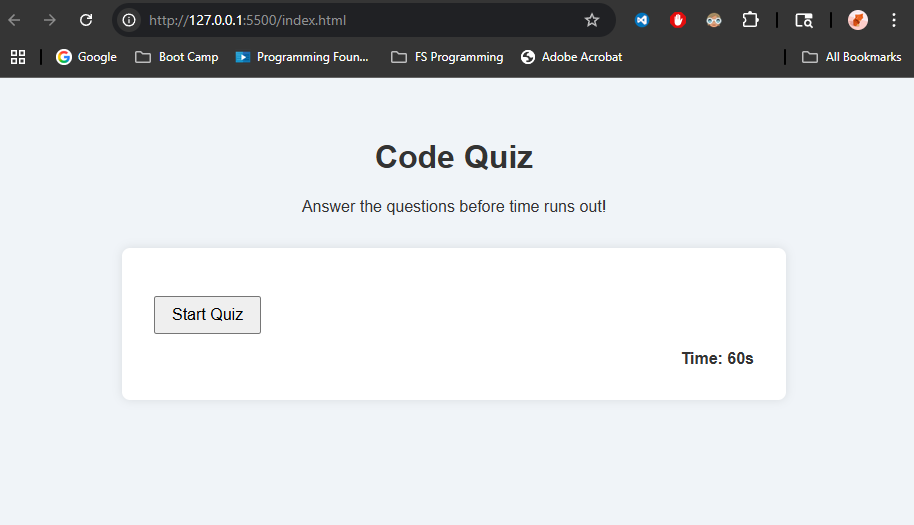 http://127.0.0.1:5500/index.html
Google Boot Camp Programming Foun... FS Programming Adobe Acrobat All Bookmarks
Code Quiz
Answer the questions before time runs out!
Start Quiz
Time: 60s